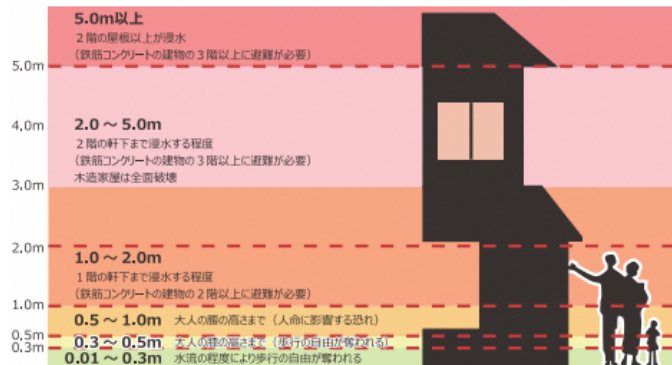 5.0m以上
2階の屋根以上が浸水
(鉄筋コンクリートの建物の3階以上に避難が必要)
5.0m
4.0m
2.0 ～ 5.0m
2階の軒下まで浸水する程度
(鉄筋コンクリートの建物の3階以上に避難が必要)
木造家屋は全面破壊
3.0m
2.0m
1.0 ～ 2.0m
1階の軒下まで浸水する程度
(鉄筋コンクリートの建物の2階以上に避難が必要)
1.0m
0.5 ～ 1.0m 大人の腰の高さまで (人命に影響する恐れ)
0.5m
0.3 ～ 0.5m 大人の膝の高さまで (歩行の自由が奪われる)
0.3m
0.01 ～ 0.3m 水流の程度により歩行の自由が奪われる